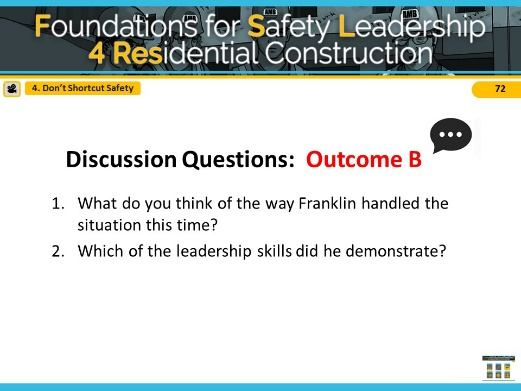 Foundations for Safety Leadership
4 Residential Construction
4. Don't Shortcut Safety
72
Discussion Questions: Outcome B
1. What do you think of the way Franklin handled the
situation this time?
2. Which of the leadership skills did he demonstrate?